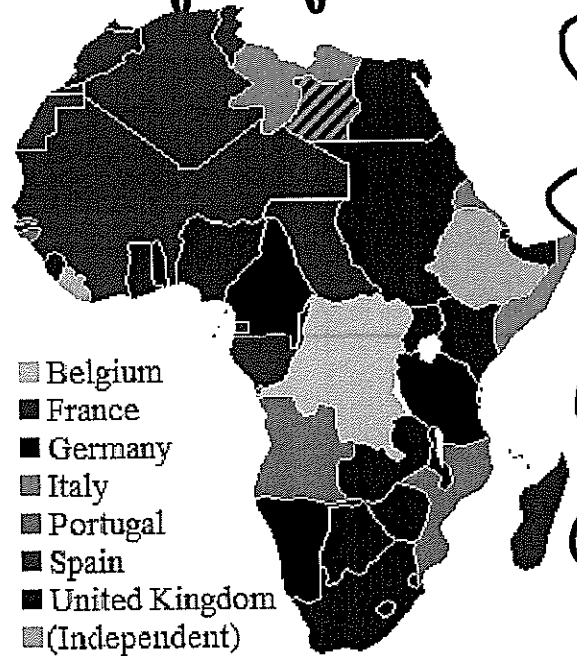 Belgium
France
Germany
Italy
Portugal
Spain
United Kingdom
(Independent)